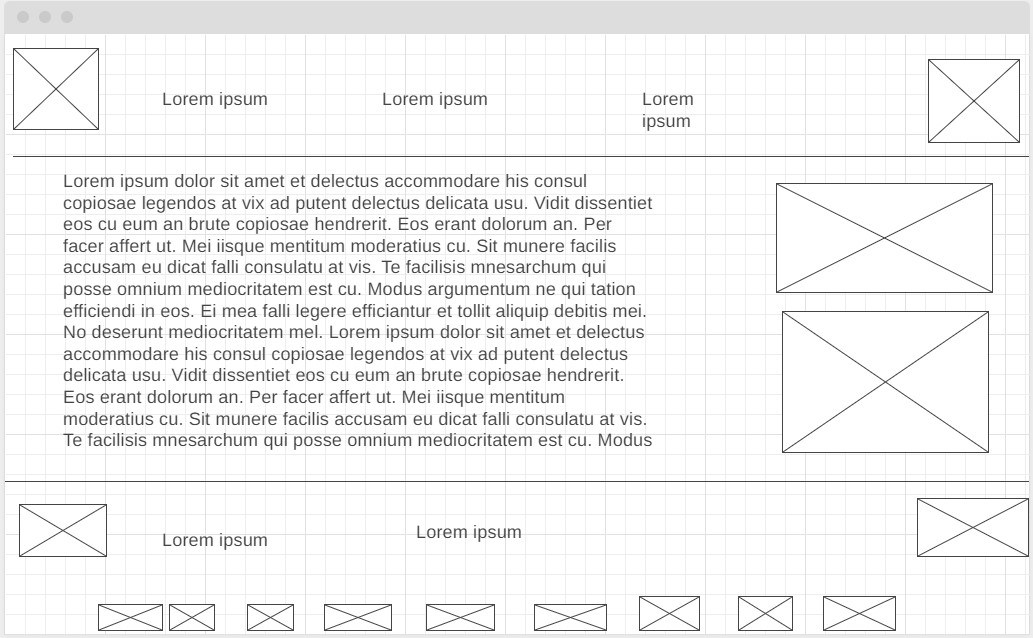 Lorem ipsum
Lorem ipsum
Lorem
ipsum
Lorem ipsum dolor sit amet et delectus accommodare his consul
copiosae legendos at vix ad putent delectus delicata usu. Vidit dissentiet
eos cu eum an brute copiosae hendrerit. Eos erant dolorum an. Per
facer affert ut. Mei iisque mentitum moderatius cu. Sit munere facilis
accusam eu dicat falli consulatu at vis. Te facilisis mnesarchum qui
posse omnium mediocritatem est cu. Modus argumentum ne qui tation
efficiendi in eos. Ei mea falli legere efficiantur et tollit aliquip debitis mei.
No deserunt mediocritatem mel. Lorem ipsum dolor sit amet et delectus
accommodare his consul copiosae legendos at vix ad putent delectus
delicata usu. Vidit dissentiet eos cu eum an brute copiosae hendrerit.
Eos erant dolorum an. Per facer affert ut. Mei iisque mentitum
moderatius cu. Sit munere facilis accusam eu dicat falli consulatu at vis.
Te facilisis mnesarchum qui posse omnium mediocritatem est cu. Modus
Lorem ipsum
Lorem ipsum